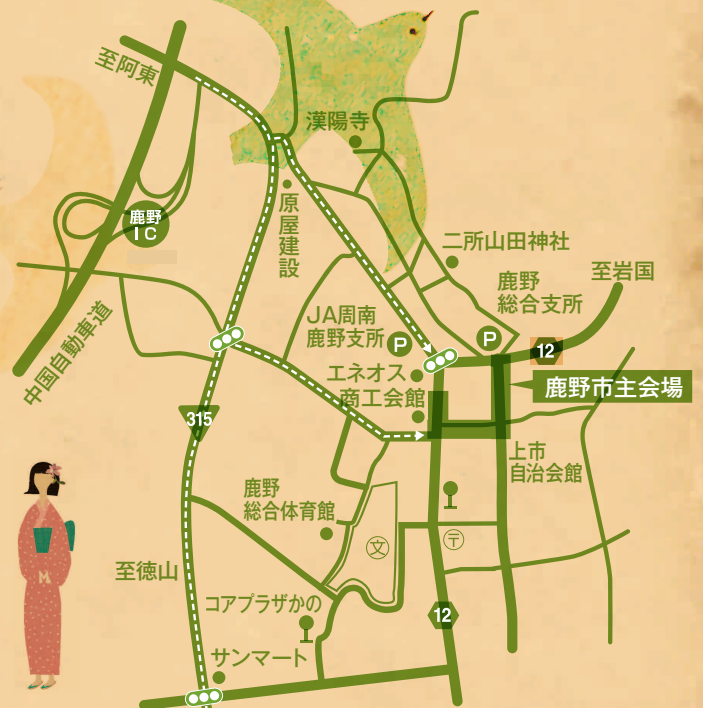 至阿東
漢陽寺
鹿野
IC
原屋建設
二所山田神社
至岩国
鹿野
総合支所
中国自動車道
JA周南
鹿野支所
P
P
12
エネオス
鹿野市主会場
商工会館
315
上市
自治会館
鹿野
総合体育館
文
〒
至徳山
コアプラザかの
12
サンマート